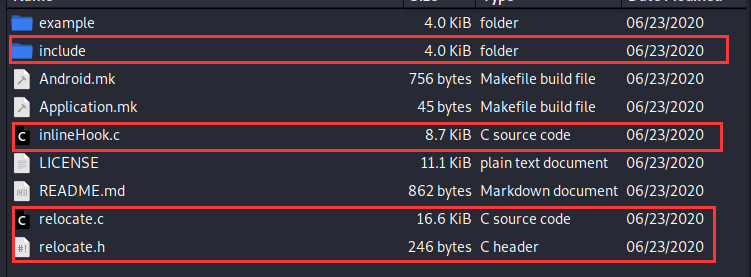 Name Size Type Date Modified
example 4.0 KiB folder 06/23/2020
include 4.0 KiB folder 06/23/2020
Android.mk 756 bytes Makefile build file 06/23/2020
Application.mk 45 bytes Makefile build file 06/23/2020
inlineHook.c 8.7 KiB C source code 06/23/2020
LICENSE 11.1 KiB plain text document 06/23/2020
README.md 862 bytes Markdown document 06/23/2020
relocate.c 16.6 KiB C source code 06/23/2020
relocate.h 246 bytes C header 06/23/2020